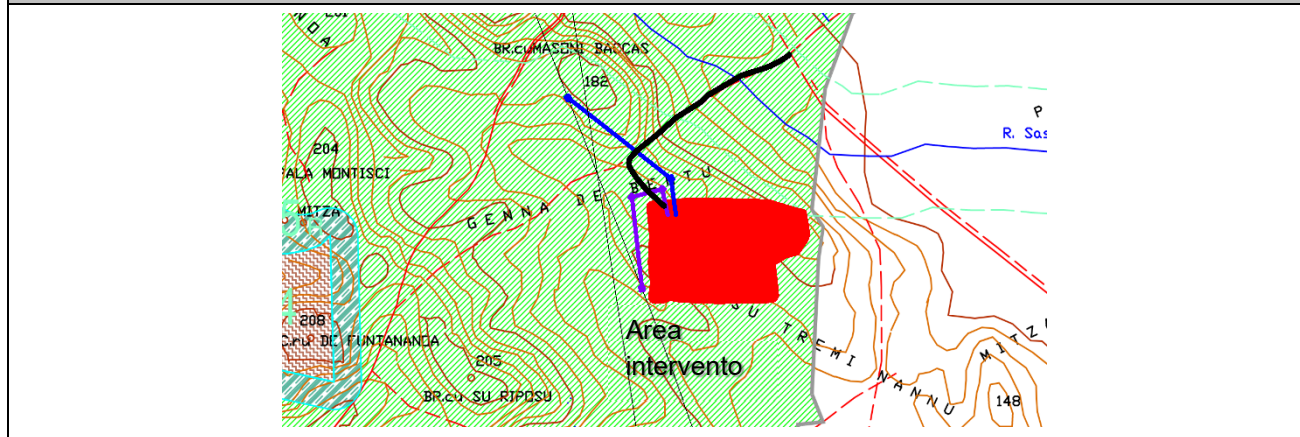 BR.cu MASONI BACCAS
182
R. Sas
204
PALA MONTISCI
MITZA
GENNA DE BE TU
208
C.ru DE FUNTANANDA
205
BR.cu SU RIPOSU
Area
intervento
SU TREMI NANNU
MITZ
148